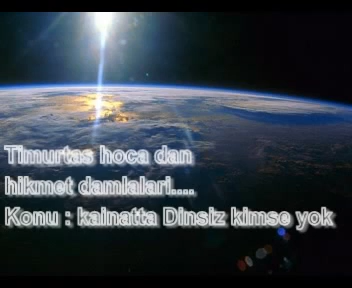 Timurtas hoca dan
hikmet damlalari....
Konu : kainatta Dinsiz kimse yok